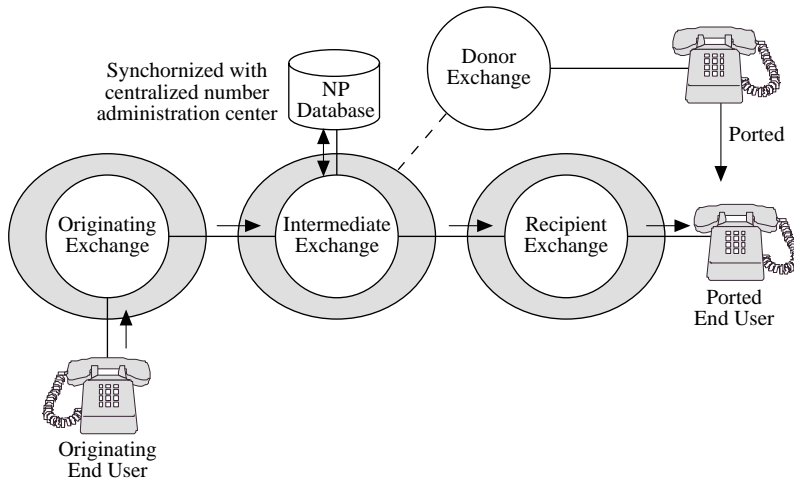 Synchornized with
centralized number
administration center
NP
Database
Donor
Exchange
Ported
Originating
Exchange
Intermediate
Exchange
Recipient
Exchange
Ported
End User
Originating
End User